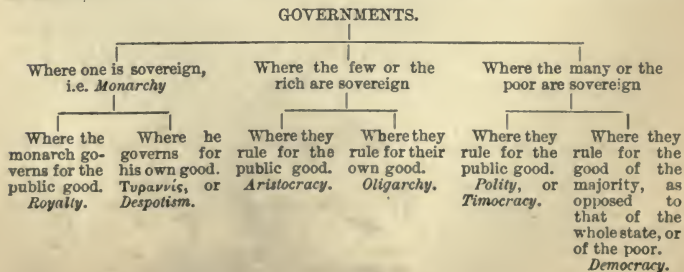 GOVERNMENTS.
Where one is sovereign,
i.e. Monarchy
Where the few or the
rich are sovereign
Where the many or the
poor are sovereign
Where the
monarch go-
verns for the
public good.
Royalty.
Where he
governs for
his own good.
Τυραννίς, or
Despotism.
Where they
rule for the
public good.
Aristocracy.
Where they
rule for their
own good.
Oligarchy.
Where they
rule for the
public good.
Polity, or
Timocracy.
Where they
rule for the
good of the
majority, as
opposed to
that of the
whole state, or
of the poor.
Democracy.